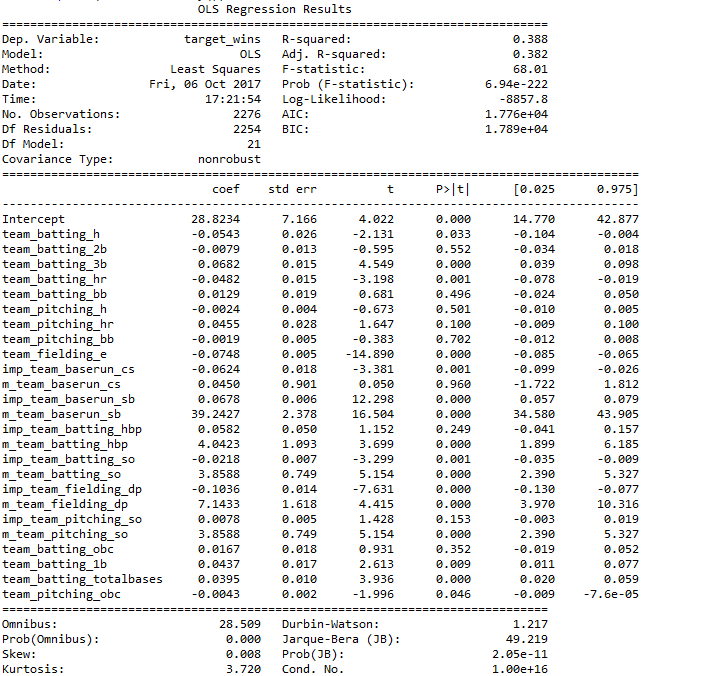 OLS Regression Results
==============================================================================
Dep. Variable: target_wins R-squared: 0.388
Model: OLS Adj. R-squared: 0.382
Method: Least Squares F-statistic: 68.01
Date: Fri, 06 Oct 2017 Prob (F-statistic): 6.94e-222
Time: 17:21:54 Log-Likelihood: -8857.8
No. Observations: 2276 AIC: 1.776e+04
Df Residuals: 2254 BIC: 1.789e+04
Df Model: 21
Covariance Type: nonrobust
==========================================================================================
coef std err t P>|t| [0.025 0.975]
------------------------------------------------------------------------------------------
Intercept 28.8234 7.166 4.022 0.000 14.770 42.877
team_batting_h -0.0543 0.026 -2.131 0.033 -0.104 -0.004
team_batting_2b -0.0079 0.013 -0.595 0.552 -0.034 0.018
team_batting_3b 0.0682 0.015 4.549 0.000 0.039 0.098
team_batting_hr -0.0482 0.015 -3.198 0.001 -0.078 -0.019
team_batting_bb 0.0129 0.019 0.681 0.496 -0.024 0.050
team_pitching_h -0.0024 0.004 -0.673 0.501 -0.010 0.005
team_pitching_hr 0.0455 0.028 1.647 0.100 -0.009 0.100
team_pitching_bb -0.0019 0.005 -0.383 0.702 -0.012 0.008
team_fielding_e -0.0748 0.005 -14.890 0.000 -0.085 -0.065
imp_team_baserun_cs -0.0624 0.018 -3.381 0.001 -0.099 -0.026
m_team_baserun_cs 0.0450 0.901 0.050 0.960 -1.722 1.812
imp_team_baserun_sb 0.0678 0.006 12.298 0.000 0.057 0.079
m_team_baserun_sb 39.2427 2.378 16.504 0.000 34.580 43.905
imp_team_batting_hbp 0.0582 0.050 1.152 0.249 -0.041 0.157
m_team_batting_hbp 4.0423 1.093 3.699 0.000 1.899 6.185
imp_team_batting_so -0.0218 0.007 -3.299 0.001 -0.035 -0.009
m_team_batting_so 3.8588 0.749 5.154 0.000 2.390 5.327
imp_team_fielding_dp -0.1036 0.014 -7.631 0.000 -0.130 -0.077
m_team_fielding_dp 7.1433 1.618 4.415 0.000 3.970 10.316
imp_team_pitching_so 0.0078 0.005 1.428 0.153 -0.003 0.019
m_team_pitching_so 3.8588 0.749 5.154 0.000 2.390 5.327
team_batting_obc 0.0167 0.018 0.931 0.352 -0.019 0.052
team_batting_1b 0.0437 0.017 2.613 0.009 0.011 0.077
team_batting_totalbases 0.0395 0.010 3.936 0.000 0.020 0.059
team_pitching_obc -0.0043 0.002 -1.996 0.046 -0.009 -7.6e-05
==============================================================================
Omnibus: 28.509 Durbin-Watson: 1.217
Prob(Omnibus): 0.000 Jarque-Bera (JB): 49.219
Skew: 0.008 Prob(JB): 2.05e-11
Kurtosis: 3.720 Cond. No. 1.00e+16